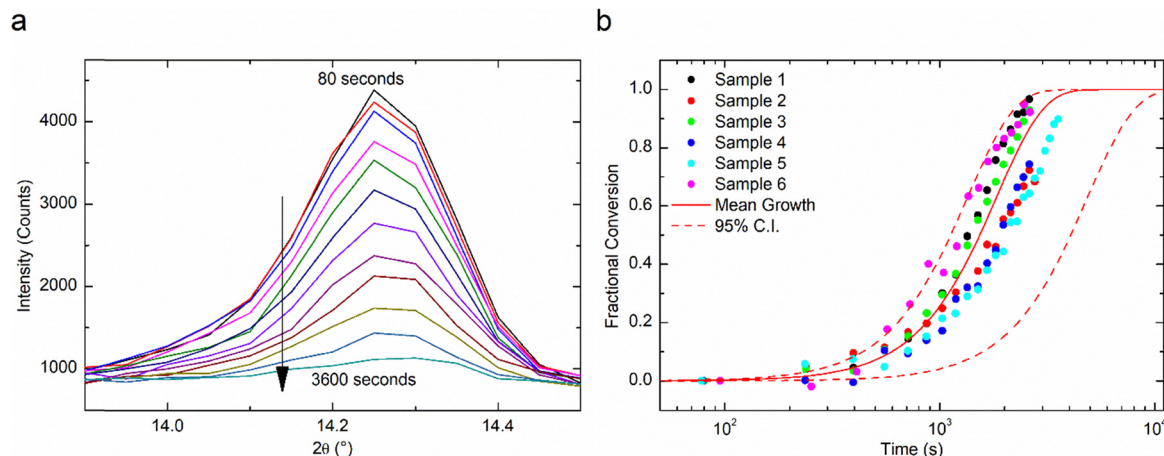 a
80 seconds
4000
3000
2000
1000
3600 seconds
14.0
14.2
14.4
2θ (°)
Intensity (Counts)
b
Sample 1
Sample 2
Sample 3
Sample 4
Sample 5
Sample 6
Mean Growth
95% C.I.
1.0
0.8
0.6
0.4
0.2
0.0
10²
10³
10⁴
Time (s)
Fractional Conversion